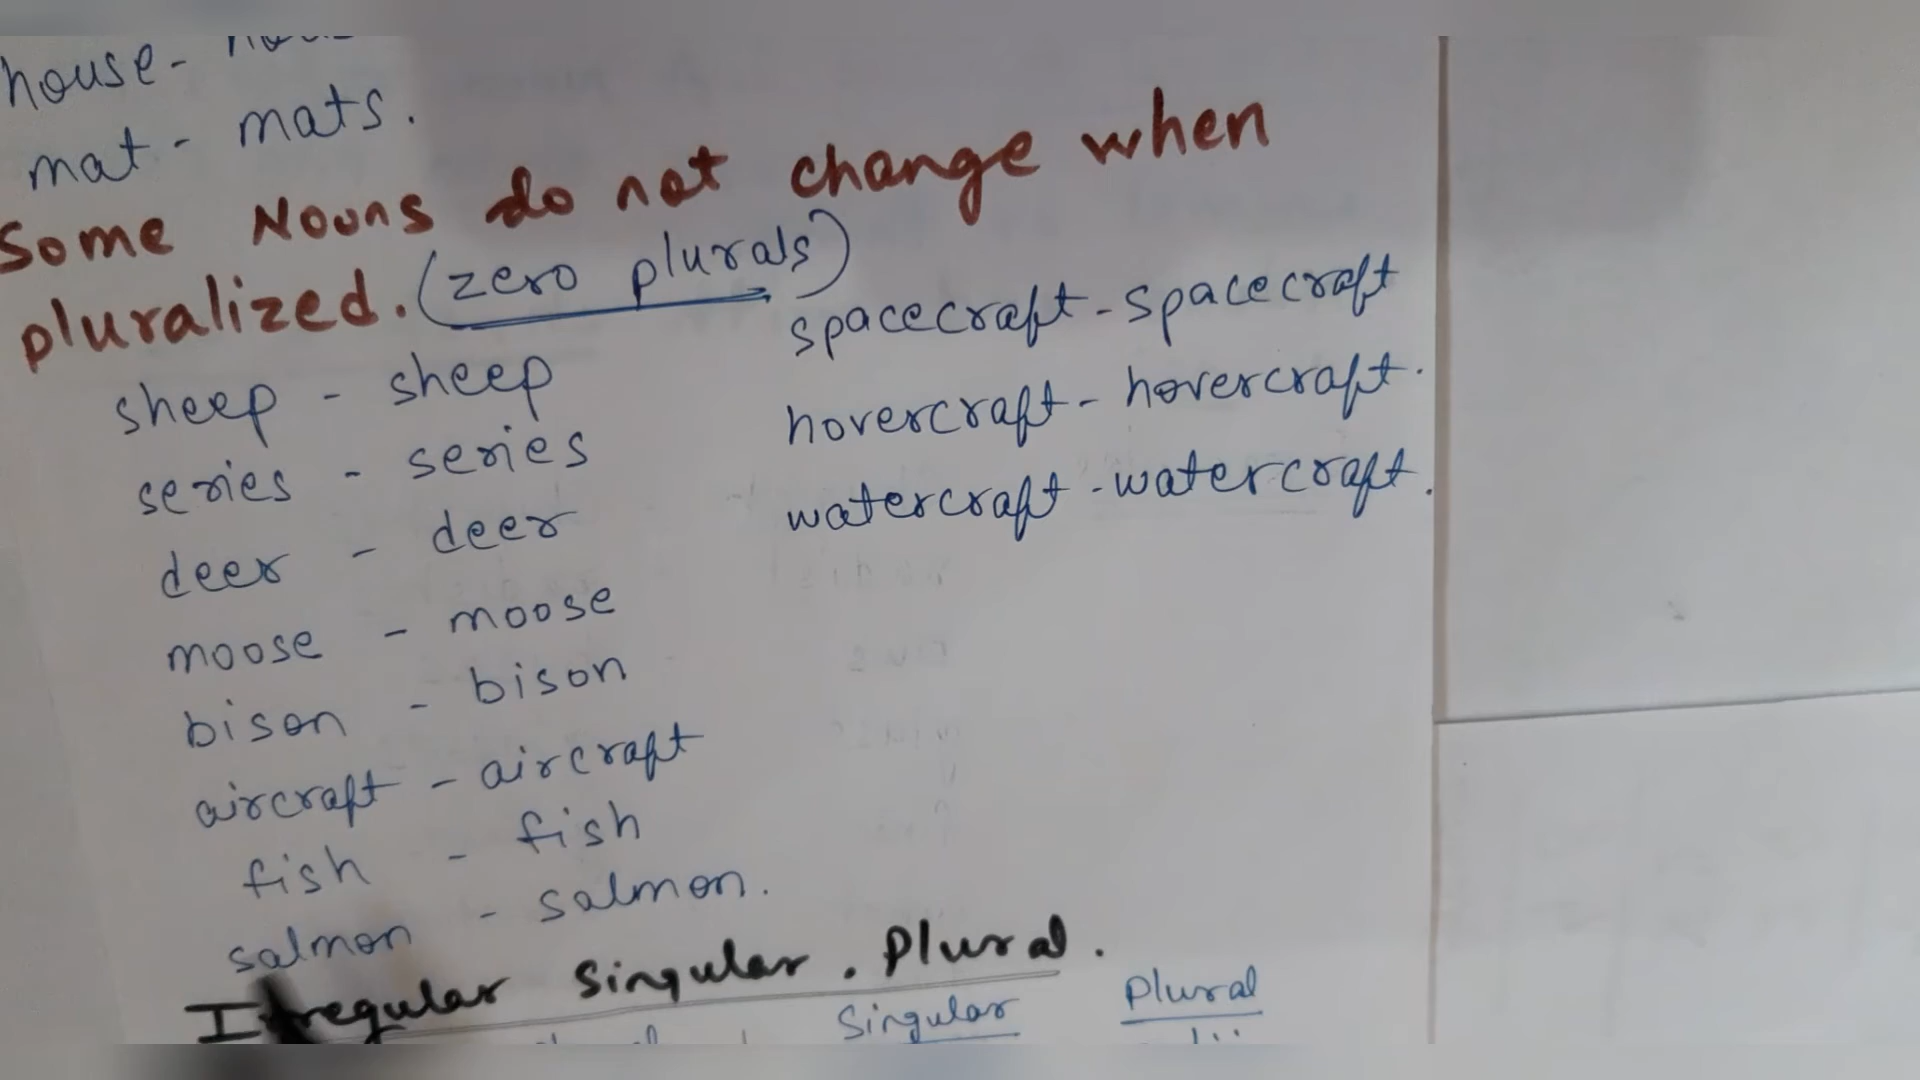 house -
mat - mats.
Some Nouns do not change when
pluralized. (zero plurals)
sheep - sheep
series - series
deer - deer
moose - moose
bison - bison
aircraft - aircraft
fish - fish
salmon - salmon.
spacecraft - spacecraft
hovercraft - hovercraft.
watercraft - watercraft.
Irregular Singular. Plural.
Singular Plural